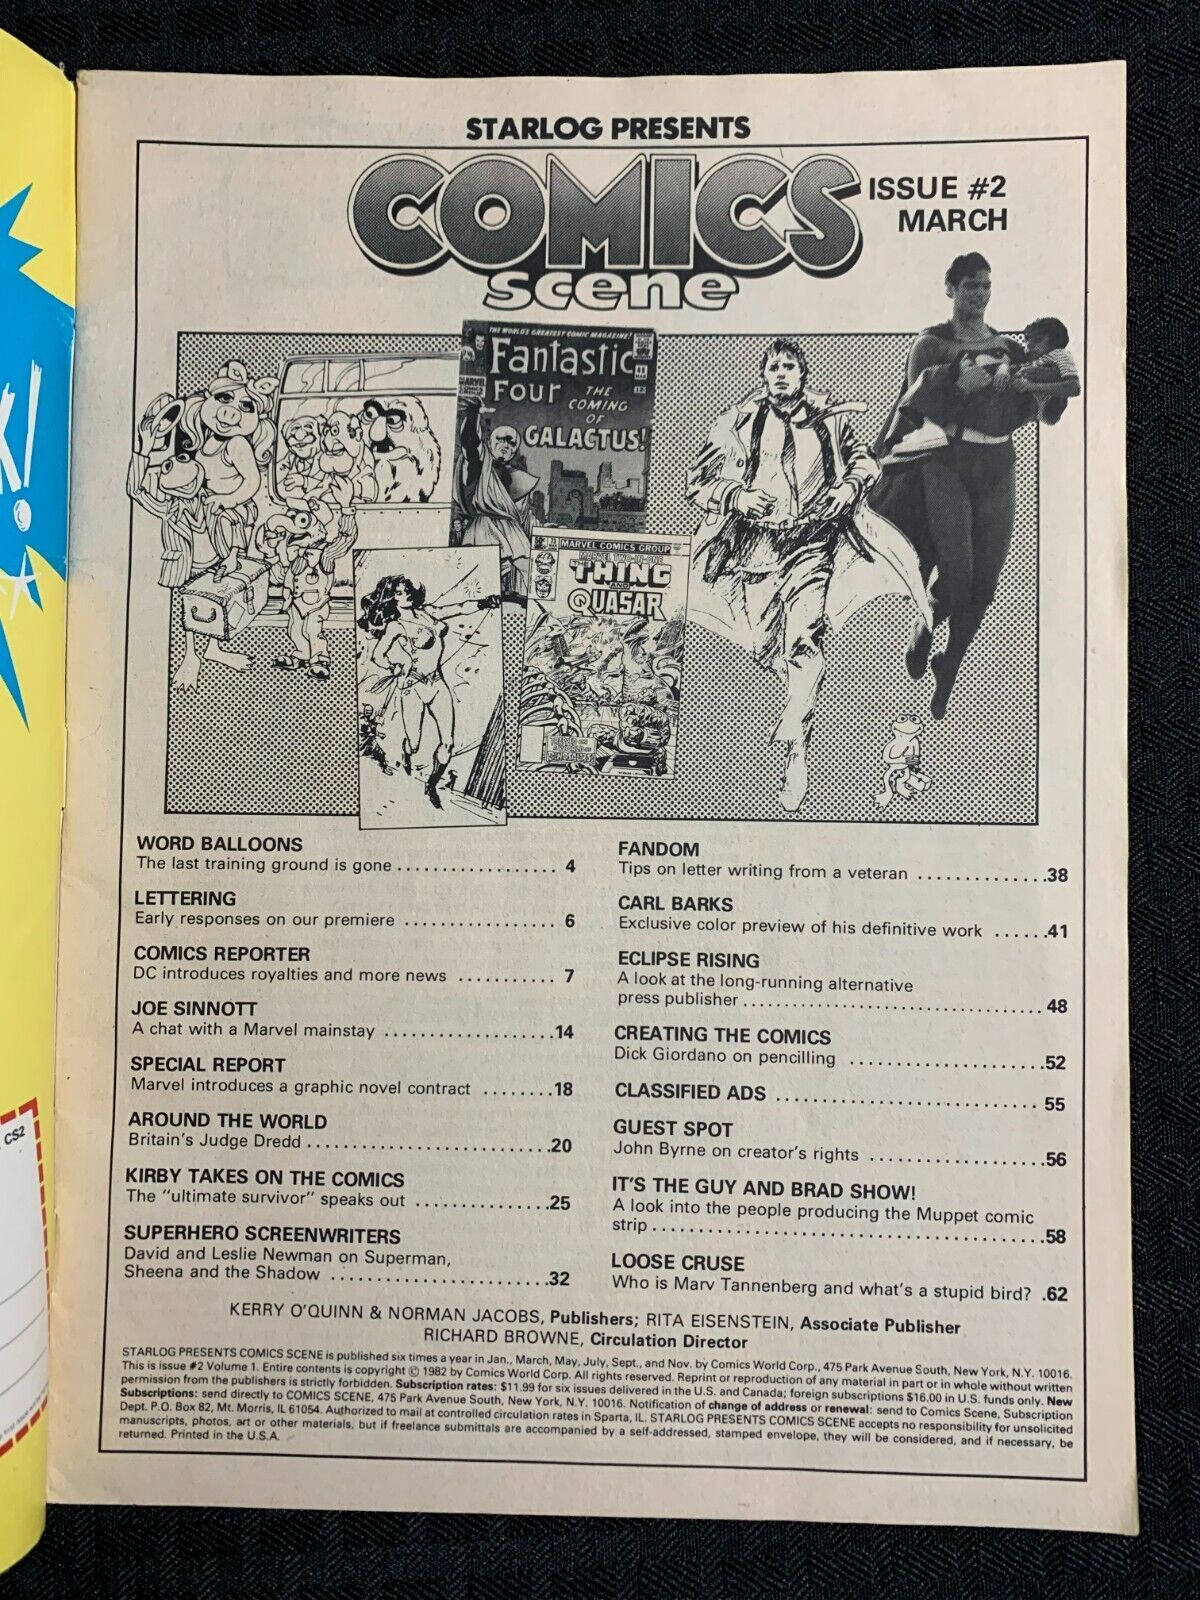 STARLOG PRESENTS
COMICS
scene
ISSUE #2
MARCH
THE WORLD'S GREATEST COMIC MAGAZINE!
Fantastic
Four
THE
COMING
OF
GALACTUS!
MARVEL COMICS GROUP
MARVEL TWO-IN-ONE
THE
THING
AND
QUASAR
WORD BALLOONS
The last training ground is gone .................. 4
LETTERING
Early responses on our premiere ................ 6
COMICS REPORTER
DC introduces royalties and more news .......... 7
JOE SINNOTT
A chat with a Marvel mainstay ..................14
SPECIAL REPORT
Marvel introduces a graphic novel contract ........18
AROUND THE WORLD
Britain's Judge Dredd ..........................20
KIRBY TAKES ON THE COMICS
The "ultimate survivor" speaks out ...............25
SUPERHERO SCREENWRITERS
David and Leslie Newman on Superman,
Sheena and the Shadow .......................32
FANDOM
Tips on letter writing from a veteran ..............38
CARL BARKS
Exclusive color preview of his definitive work ......41
ECLIPSE RISING
A look at the long-running alternative
press publisher ................................... 48
CREATING THE COMICS
Dick Giordano on pencilling .....................52
CLASSIFIED ADS ............................ 55
GUEST SPOT
John Byrne on creator's rights ...................56
IT'S THE GUY AND BRAD SHOW!
A look into the people producing the Muppet comic
strip ..........................................58
LOOSE CRUSE
Who is Marv Tannenberg and what's a stupid bird? .62
KERRY O'QUINN & NORMAN JACOBS, Publishers; RITA EISENSTEIN, Associate Publisher
RICHARD BROWNE, Circulation Director
STARLOG PRESENTS COMICS SCENE is published six times a year in Jan., March, May, July, Sept., and Nov. by Comics World Corp., 475 Park Avenue South, New York, N.Y. 10016.
This is issue #2 Volume 1. Entire contents is copyright © 1982 by Comics World Corp. All rights reserved. Reprint or reproduction of any material in part or in whole without written
permission from the publishers is strictly forbidden. Subscription rates: $11.99 for six issues delivered in the U.S. and Canada; foreign subscriptions $16.00 in U.S. funds only. New
Subscriptions: send directly to COMICS SCENE, 475 Park Avenue South, New York, N.Y. 10016. Notification of change of address or renewal: send to Comics Scene, Subscription
Dept. P.O. Box 82, Mt. Morris, IL 61054. Authorized to mail at controlled circulation rates in Sparta, IL. STARLOG PRESENTS COMICS SCENE accepts no responsibility for unsolicited
manuscripts, photos, art or other materials, but if freelance submittals are accompanied by a self-addressed, stamped envelope, they will be considered, and if necessary, be
returned. Printed in the U.S.A.
CS2